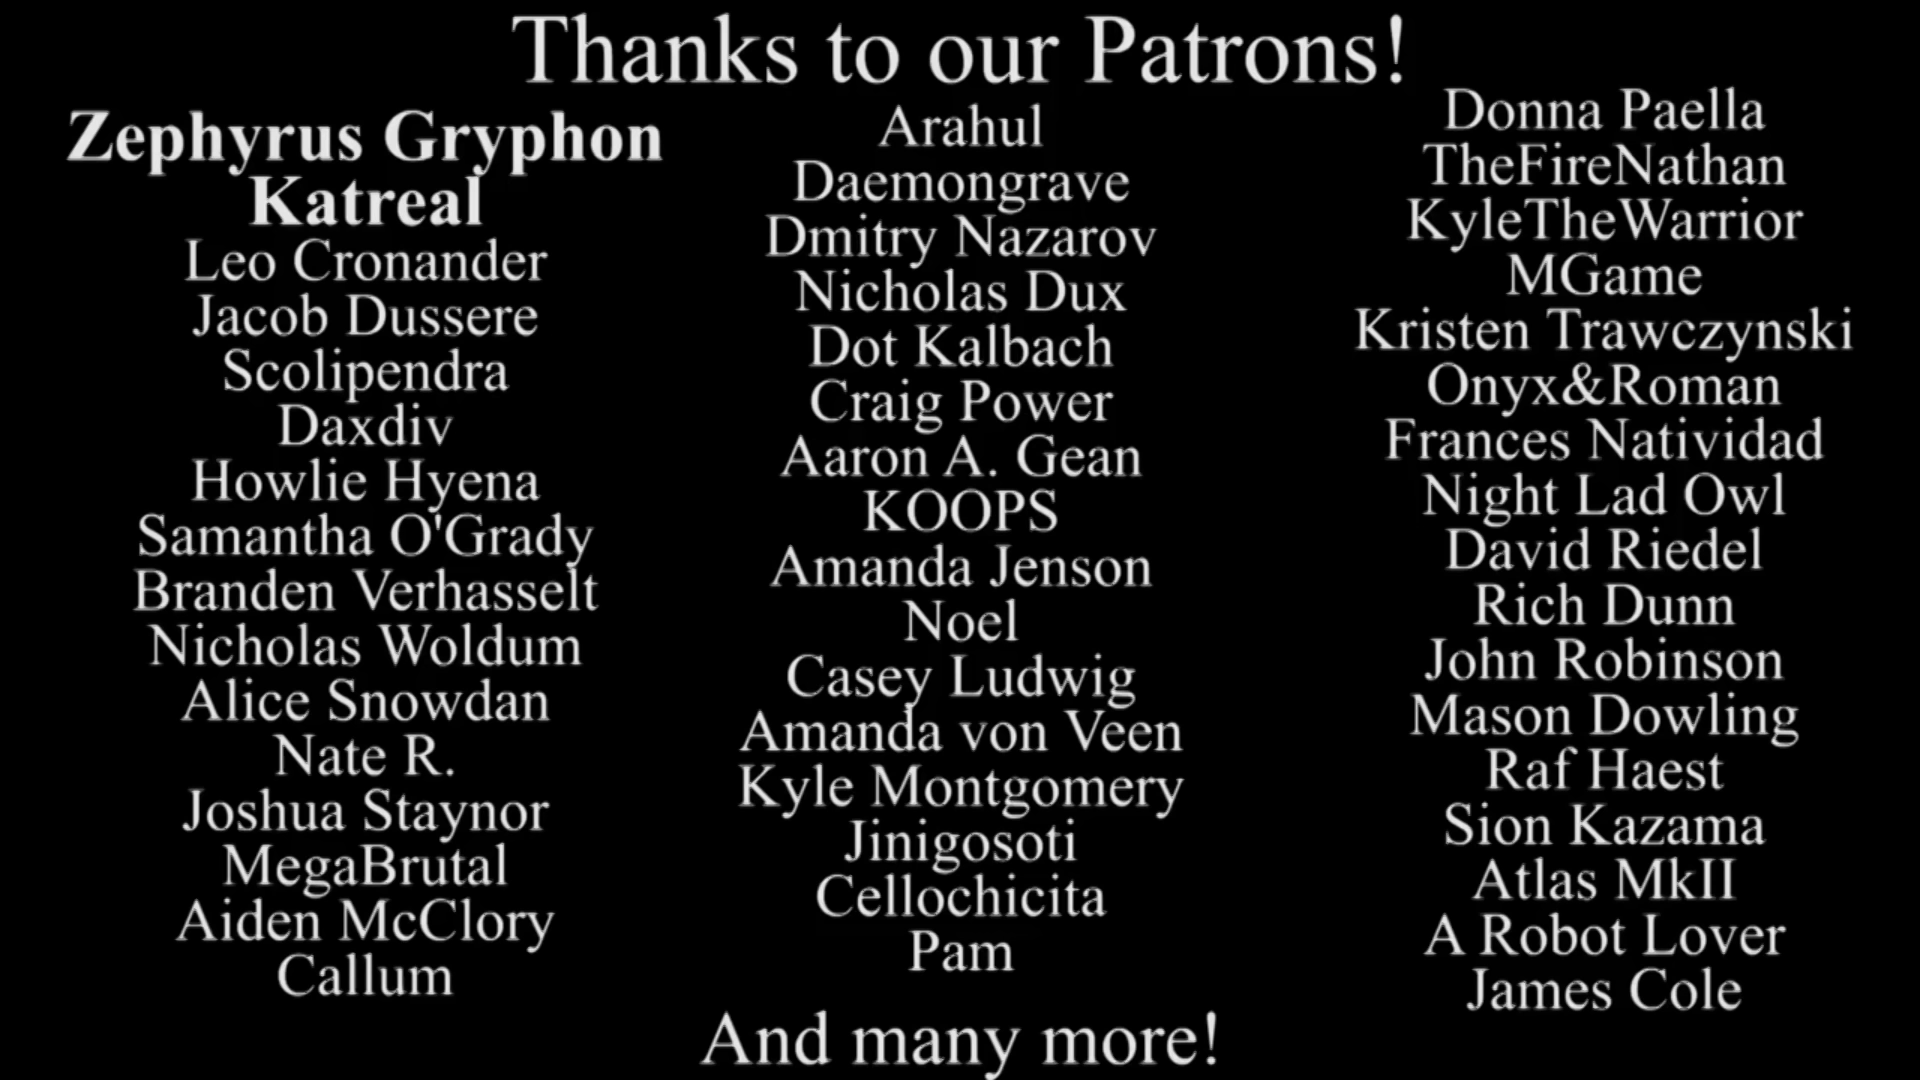 Thanks to our Patrons!
Zephyrus Gryphon
Katreal
Leo Cronander
Jacob Dussere
Scolipendra
Daxdiv
Howlie Hyena
Samantha O'Grady
Branden Verhasselt
Nicholas Woldum
Alice Snowdan
Nate R.
Joshua Staynor
MegaBrutal
Aiden McClory
Callum
Arahul
Daemongrave
Dmitry Nazarov
Nicholas Dux
Dot Kalbach
Craig Power
Aaron A. Gean
KOOPS
Amanda Jenson
Noel
Casey Ludwig
Amanda von Veen
Kyle Montgomery
Jinigosoti
Cellochicita
Pam
Donna Paella
TheFireNathan
KyleTheWarrior
MGame
Kristen Trawczynski
Onyx&Roman
Frances Natividad
Night Lad Owl
David Riedel
Rich Dunn
John Robinson
Mason Dowling
Raf Haest
Sion Kazama
Atlas MkII
A Robot Lover
James Cole
And many more!